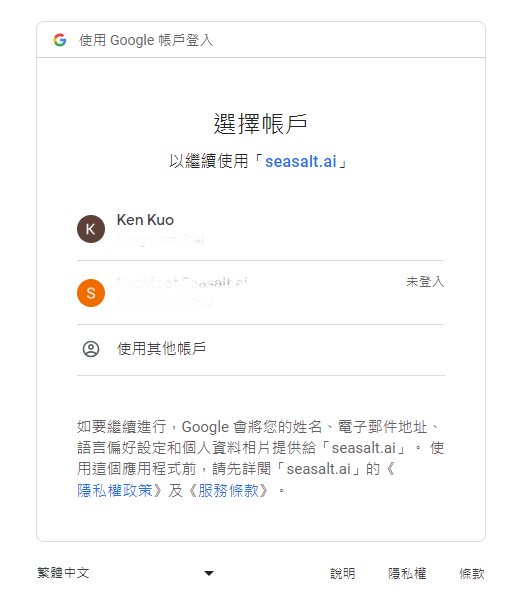 使用 Google 帳戶登入
選擇帳戶
以繼續使用「seasalt.ai」
K
Ken Kuo
S
Seasalt.ai
未登入
使用其他帳戶
如要繼續進行，Google 會將您的姓名、電子郵件地址、
語言偏好設定和個人資料相片提供給「seasalt.ai」。 使
用這個應用程式前，請先詳閱「seasalt.ai」的《
隱私權政策》及《服務條款》。
繁體中文
說明
隱私權
條款